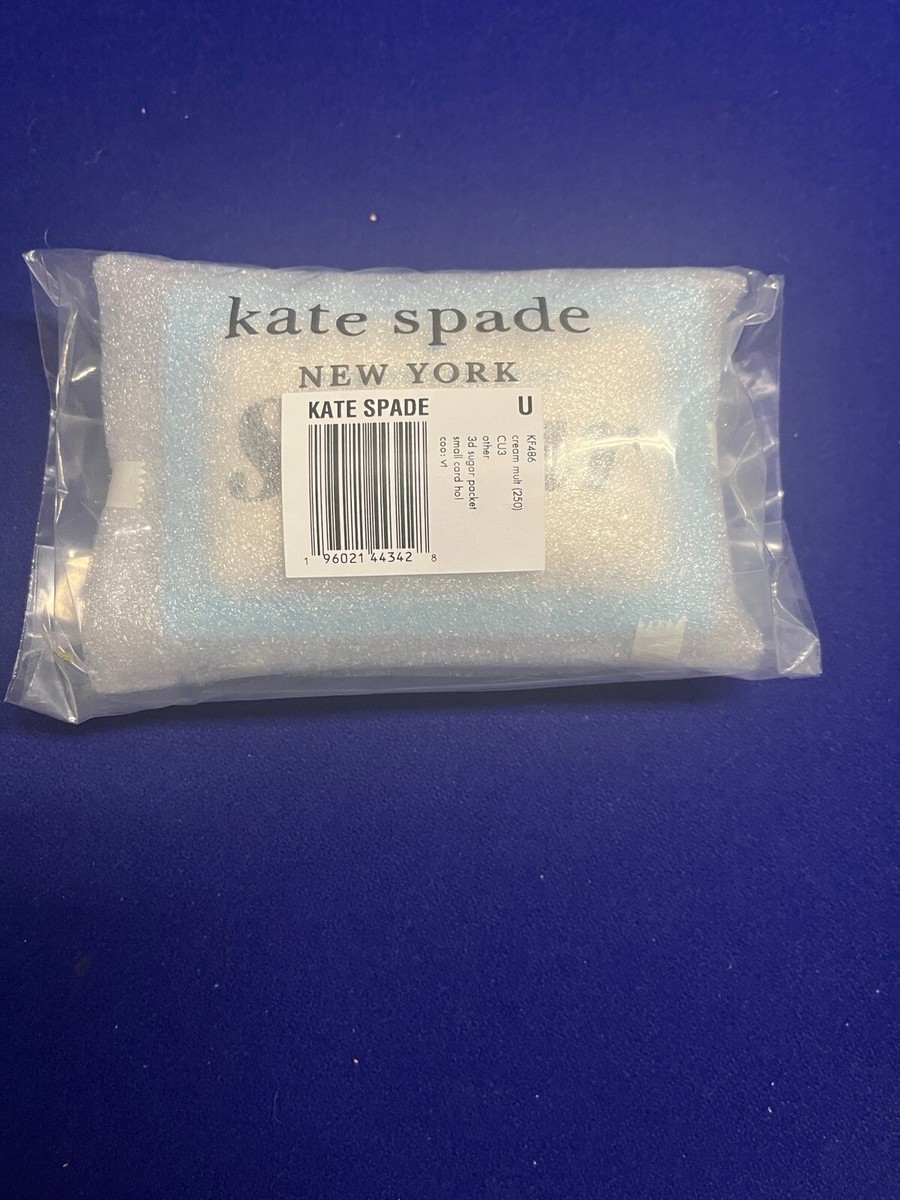 kate spade
NEW YORK
KATE SPADE
U
KF486
cream mult (250)
CU3
other
3d sugar packet
small card hol
coo: vt
1 96021 44342 8